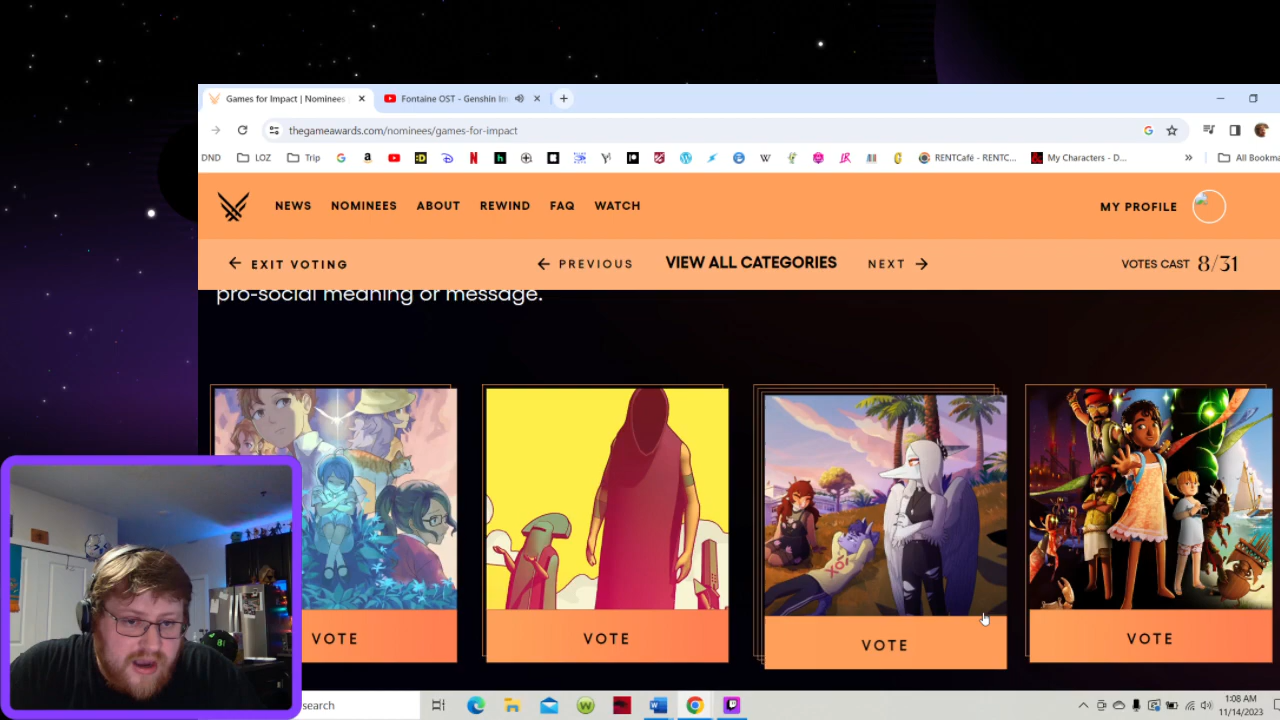 Games for Impact | Nominees
Fontaine OST - Genshin Im
thegameawards.com/nominees/games-for-impact
DND LOZ Trip RENTCafé - RENTC... My Characters - D... » All Bookma
NEWS NOMINEES ABOUT REWIND FAQ WATCH MY PROFILE
EXIT VOTING PREVIOUS VIEW ALL CATEGORIES NEXT VOTES CAST 8/31
pro-social meaning or message.
VOTE VOTE VOTE VOTE
search
1:08 AM
11/14/2023